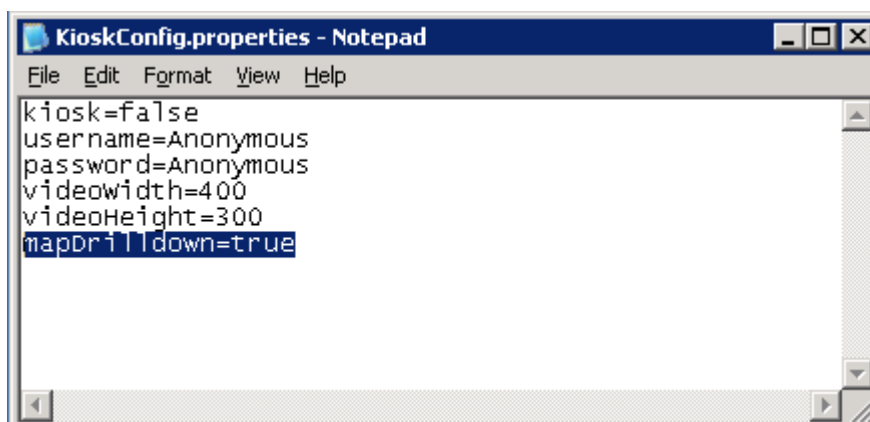 KioskConfig.properties - Notepad
File Edit Format View Help
kiosk=false
username=Anonymous
password=Anonymous
videoWidth=400
videoHeight=300
mapDrilldown=true